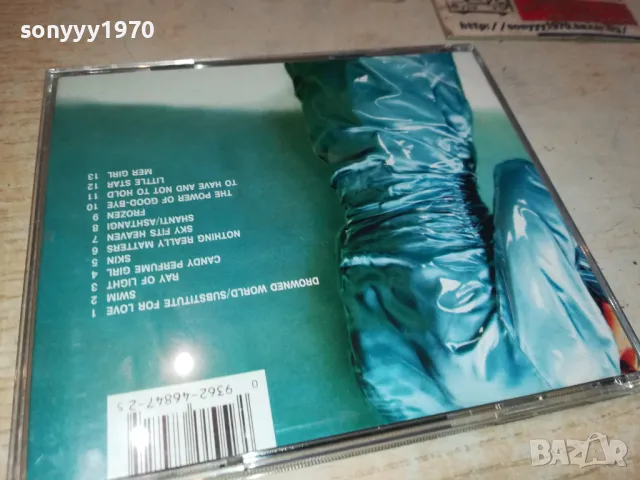 sonyyy1970
DROWNED WORLD/SUBSTITUTE FOR LOVE 1
SWIM 2
RAY OF LIGHT 3
CANDY PERFUME GIRL 4
SKIN 5
NOTHING REALLY MATTERS 6
SKY FITS HEAVEN 7
SHANTI/ASHTANGI 8
FROZEN 9
THE POWER OF GOOD-BYE 10
TO HAVE AND NOT TO HOLD 11
LITTLE STAR 12
MER GIRL 13
0 9362-46847-2 5
BAZAR.bg